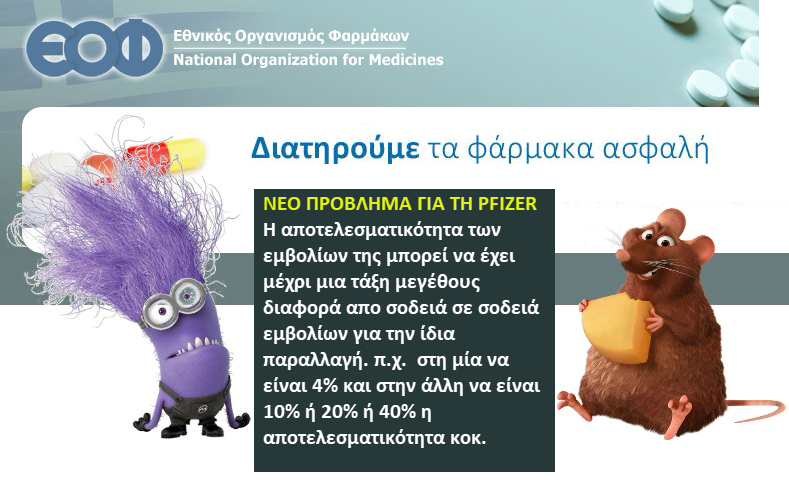 ΕΟΦ
Εθνικός Οργανισμός Φαρμάκων
National Organization for Medicines
Διατηρούμε τα φάρμακα ασφαλή
ΝΕΟ ΠΡΟΒΛΗΜΑ ΓΙΑ ΤΗ PFIZER
Η αποτελεσματικότητα των
εμβολίων της μπορεί να έχει
μέχρι μια τάξη μεγέθους
διαφορά απο σοδειά σε σοδειά
εμβολίων για την ίδια
παραλλαγή. π.χ. στη μία να
είναι 4% και στην άλλη να είναι
10% ή 20% ή 40% η
αποτελεσματικότητα κοκ.